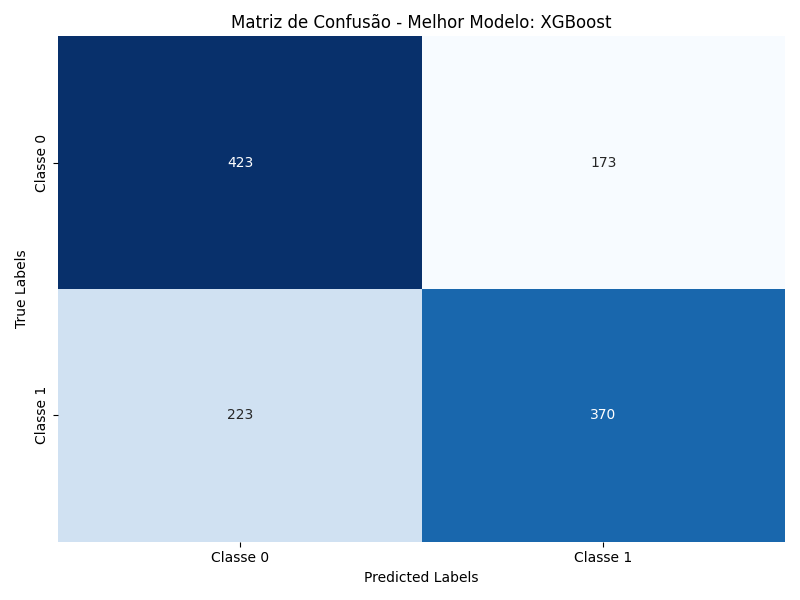 Matriz de Confusão - Melhor Modelo: XGBoost
True Labels
Classe 0
423
173
Classe 1
223
370
Classe 0
Classe 1
Predicted Labels